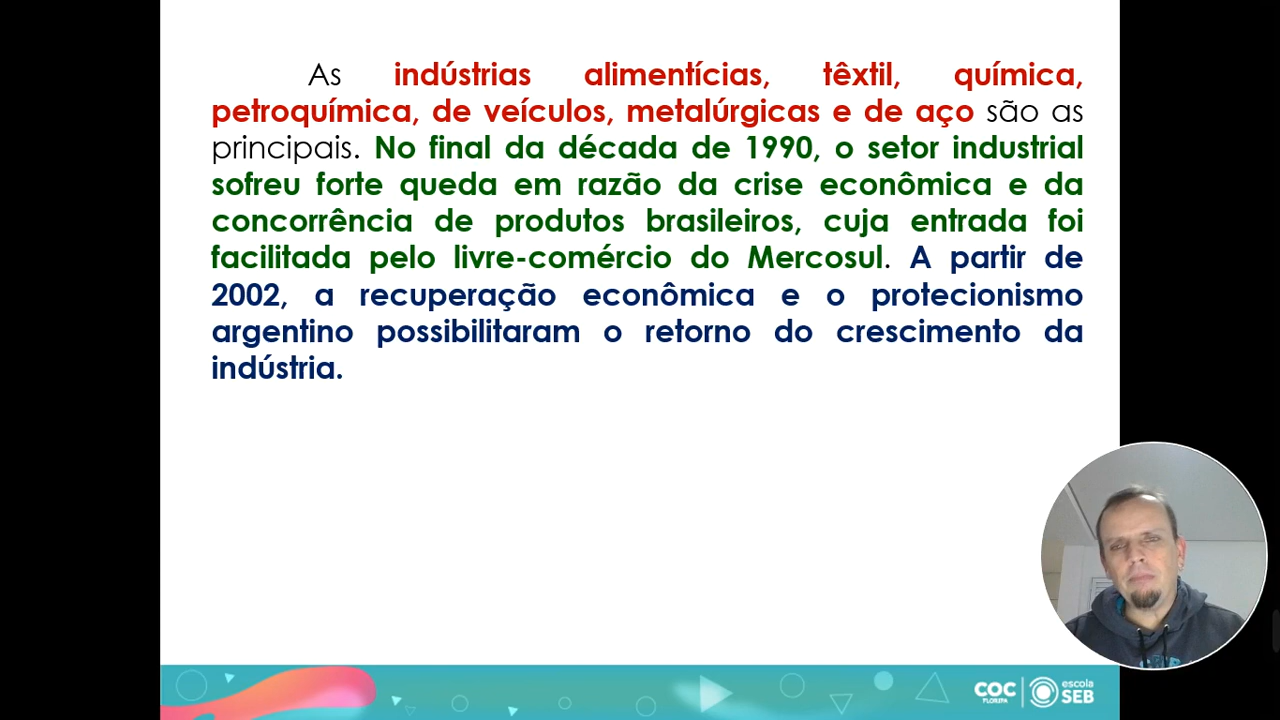 As indústrias alimentícias, têxtil, química,
petroquímica, de veículos, metalúrgicas e de aço são as
principais. No final da década de 1990, o setor industrial
sofreu forte queda em razão da crise econômica e da
concorrência de produtos brasileiros, cuja entrada foi
facilitada pelo livre-comércio do Mercosul. A partir de
2002, a recuperação econômica e o protecionismo
argentino possibilitaram o retorno do crescimento da
indústria.
COC
FLORIPA
escola
SEB